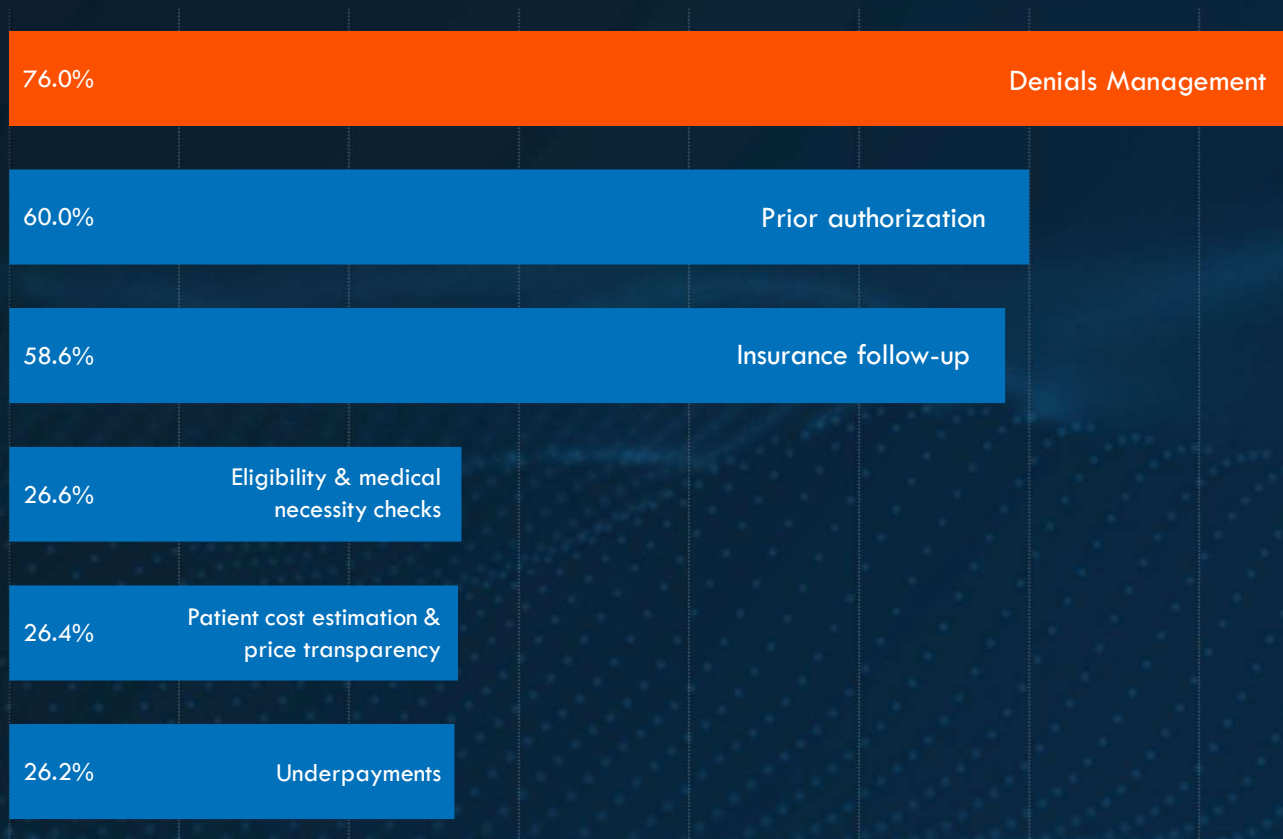 76.0% Denials Management
60.0% Prior authorization
58.6% Insurance follow-up
26.6% Eligibility & medical
necessity checks
26.4% Patient cost estimation &
price transparency
26.2% Underpayments